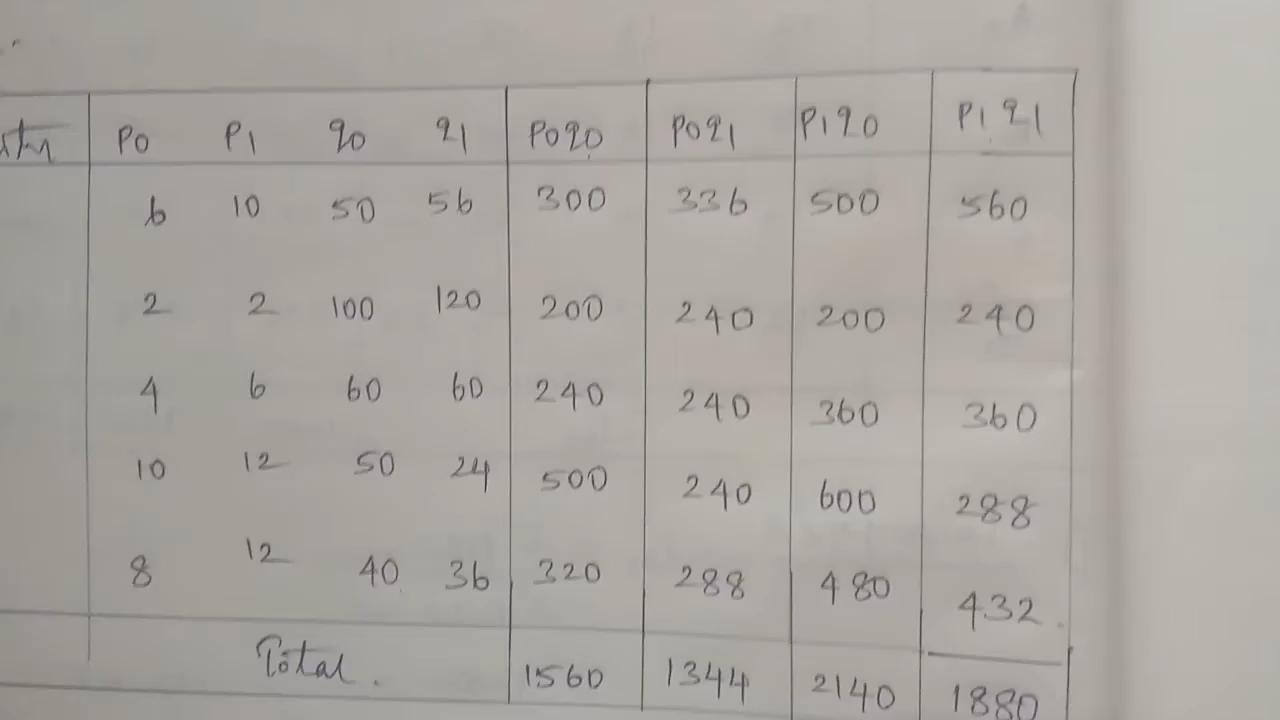 P0 P1 q0 q1 P0q0 P0q1 P1q0 P1q1
6 10 50 56 300 336 500 560
2 2 100 120 200 240 200 240
4 6 60 60 240 240 360 360
10 12 50 24 500 240 600 288
8 12 40 36 320 288 480 432
Total. 1560 1344 2140 1880